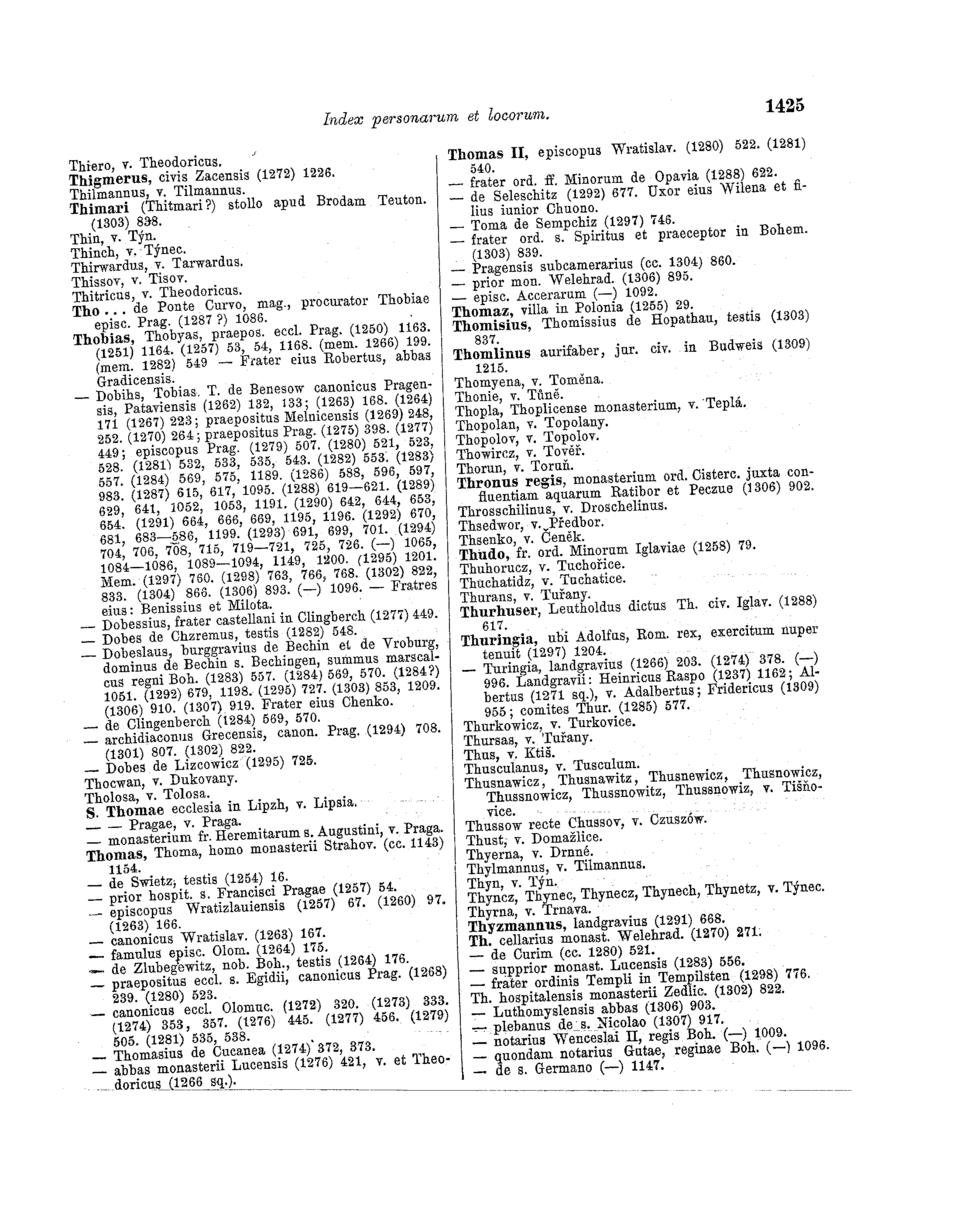 Index personarum et locorum.
1425
Thiero, v. Theodoricus.
Thigmerus, civis Zacensis (1272) 1226.
Thilmannus, v. Tilmannus.
Thimari (Thitmari?) stollo apud Brodam Teuton.
(1303) 838.
Thin, v. Týn.
Thinch, v. Týnec.
Thirwardus, v. Tarwardus.
Thissov, v. Tisov.
Thitricus, v. Theodoricus.
Tho ... de Ponte Curvo, mag., procurator Thobiae
episc. Prag. (1287 ?) 1086.
Thobias, Thobyas, praepos. eccl. Prag. (1250) 1163.
(1251) 1164. (1257) 53, 54, 1168. (mem. 1266) 199.
(mem. 1282) 549 — Frater eius Robertus, abbas
Gradicensis.
— Dobihs, Tobias. T. de Benesow canonicus Pragen-
sis, Pataviensis (1262) 132, 133; (1263) 168. (1264)
171 (1267) 223; praepositus Melnicensis (1269) 248,
252. (1270) 264; praepositus Prag. (1275) 398. (1277)
449; episcopus Prag. (1279) 507. (1280) 521, 523,
528. (1281) 532, 533, 535, 543. (1282) 553. (1283)
557. (1284) 569, 575, 1189. (1286) 588, 596, 597,
983. (1287) 615, 617, 1095. (1288) 619—621. (1289)
629, 641, 1052, 1053, 1191. (1290) 642, 644, 653,
654. (1291) 664, 666, 669, 1195, 1196. (1292) 670,
681, 683—586, 1199. (1293) 691, 699, 701. (1294)
704, 706, 708, 715, 719—721, 725, 726. (—) 1065,
1084—1086, 1089—1094, 1149, 1200. (1295) 1201.
Mem. (1297) 760. (1298) 763, 766, 768. (1302) 822,
833. (1304) 866. (1306) 893. (—) 1096. — Fratres
eius: Benissius et Milota.
— Dobessius, frater castellani in Clingberch (1277) 449.
— Dobes de Chzremus, testis (1282) 548.
— Dobeslaus, burggravius de Bechin et de Vroburg,
dominus de Bechin s. Bechingen, summus marscal-
cus regni Boh. (1283) 557. (1284) 569, 570. (1284?)
1051. (1292) 679, 1198. (1295) 727. (1303) 853, 1209.
(1306) 910. (1307) 919. Frater eius Chenko.
— de Clingenberch (1284) 569, 570.
— archidiaconus Grecensis, canon. Prag. (1294) 708.
(1301) 807. (1302) 822.
— Dobes de Lizcowicz (1295) 725.
Thocwan, v. Dukovany.
Tholosa, v. Tolosa.
S. Thomae ecclesia in Lipzh, v. Lipsia.
— — Pragae, v. Praga.
— monasterium fr. Heremitarum s. Augustini, v. Praga.
Thomas, Thoma, homo monasterii Strahov. (cc. 1143)
1154.
— de Swietz, testis (1254) 16.
— prior hospit. s. Francisci Pragae (1257) 54.
— episcopus Wratizlauiensis (1257) 67. (1260) 97.
(1263) 166.
— canonicus Wratislav. (1263) 167.
— famulus episc. Olom. (1264) 175.
— de Zlubegewitz, nob. Boh., testis (1264) 176.
— praepositus eccl. s. Egidii, canonicus Prag. (1268)
239. (1280) 523.
— canonicus eccl. Olomuc. (1272) 320. (1273) 333.
(1274) 353, 357. (1276) 445. (1277) 456. (1279)
505. (1281) 535, 538.
— Thomasius de Cucanea (1274) 372, 373.
— abbas monasterii Lucensis (1276) 421, v. et Theo-
doricus (1266 sq.).
Thomas II, episcopus Wratislav. (1280) 522. (1281)
540.
— frater ord. ff. Minorum de Opavia (1288) 622.
— de Seleschitz (1292) 677. Uxor eius Wilena et fi-
lius iunior Chuono.
— Toma de Sempchiz (1297) 746.
— frater ord. s. Spiritus et praeceptor in Bohem.
(1303) 839.
— Pragensis subcamerarius (cc. 1304) 860.
— prior mon. Welehrad. (1306) 895.
— episc. Accerarum (—) 1092.
Thomaz, villa in Polonia (1255) 29.
Thomisius, Thomissius de Hopathau, testis (1303)
837.
Thomlinus aurifaber, jur. civ. in Budweis (1309)
1215.
Thomyena, v. Toměna.
Thonie, v. Tůně.
Thopla, Thoplicense monasterium, v. Teplá.
Thopolan, v. Topolany.
Thopolov, v. Topolov.
Thowircz, v. Tověř.
Thorun, v. Toruň.
Thronus regis, monasterium ord. Cisterc. juxta con-
fluentiam aquarum Ratibor et Peczue (1306) 902.
Throsschilinus, v. Droschelinus.
Thsedwor, v. Předbor.
Thsenko, v. Čeněk.
Thudo, fr. ord. Minorum Iglaviae (1258) 79.
Thuhorucz, v. Tuchořice.
Thuchatidz, v. Tuchatice.
Thurans, v. Tuřany.
Thurhuser, Leutholdus dictus Th. civ. Iglav. (1288)
617.
Thuringia, ubi Adolfus, Rom. rex, exercitum nuper
tenuit (1297) 1204.
— Turingia, landgravius (1266) 203. (1274) 378. (—)
996. Landgravii: Heinricus Raspo (1237) 1162; Al-
bertus (1271 sq.), v. Adalbertus; Fridericus (1309)
955; comites Thur. (1285) 577.
Thurkowicz, v. Turkovice.
Thursas, v. Tuřany.
Thus, v. Ktiš.
Thusculanus, v. Tusculum.
Thusnawicz, Thusnawitz, Thusnewicz, Thusnowicz,
Thussnowicz, Thussnowitz, Thussnowiz, v. Tišňo-
vice.
Thussow recte Chussov, v. Czuszów.
Thust, v. Domažlice.
Thyerna, v. Drnné.
Thylmannus, v. Tilmannus.
Thyn, v. Týn.
Thyncz, Thynec, Thynecz, Thynech, Thynetz, v. Týnec.
Thyrna, v. Trnava.
Thyzmannus, landgravius (1291) 668.
Th. cellarius monast. Welehrad. (1270) 271.
— de Curim (cc. 1280) 521.
— supprior monast. Lucensis (1283) 556.
— frater ordinis Templi in Tempilsten (1298) 776.
Th. hospitalensis monasterii Zedlic. (1302) 822.
— Luthomyslensis abbas (1306) 903.
— plebanus de s. Nicolao (1307) 917.
— notarius Wenceslai II, regis Boh. (—) 1009.
— quondam notarius Gutae, reginae Boh. (—) 1096.
— de s. Germano (—) 1147.